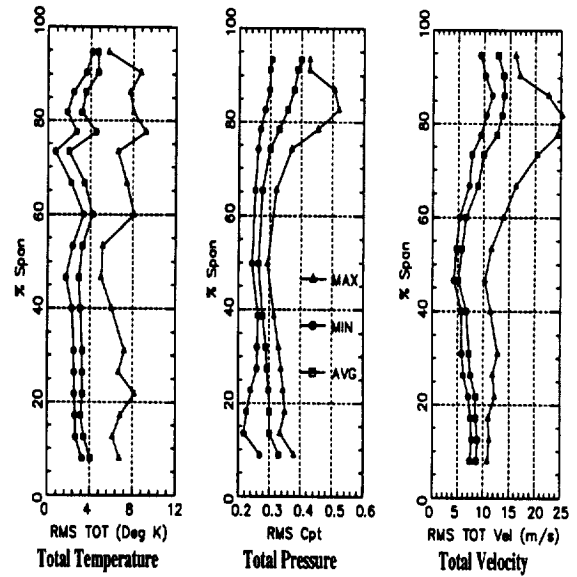 100
80
60
40
20
0
% Span
0
4
8
12
RMS TOT (Deg K)
Total Temperature
100
80
60
40
20
0
% Span
0.2
0.3
0.4
0.5
0.6
RMS Cpt
Total Pressure
MAX
MIN
AVG
100
80
60
40
20
0
% Span
0
5
10
15
20
25
RMS TOT Vel (m/s)
Total Velocity